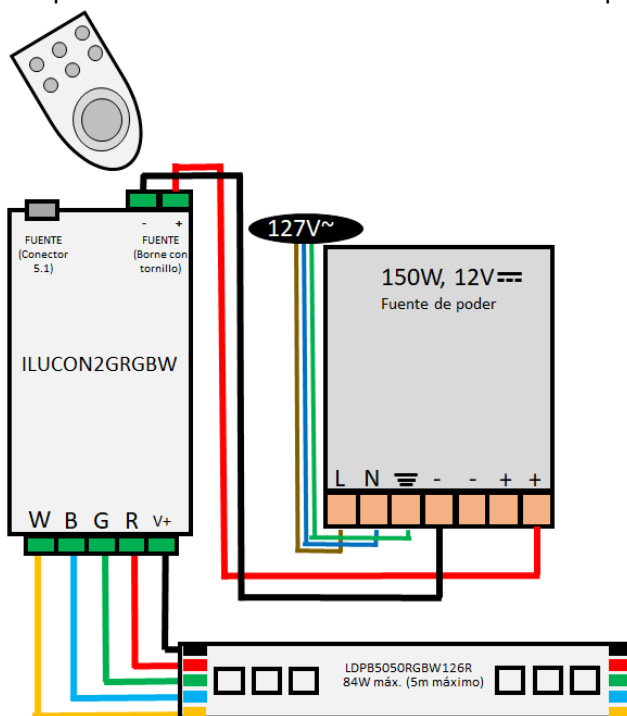 - +
FUENTE
(Conector
5.1)
FUENTE
(Borne con
tornillo)
127V~
150W, 12V
Fuente de poder
ILUCON2GRGBW
L N - - + +
W B G R V+
LDPB5050RGBW126R
84W máx. (5m máximo)